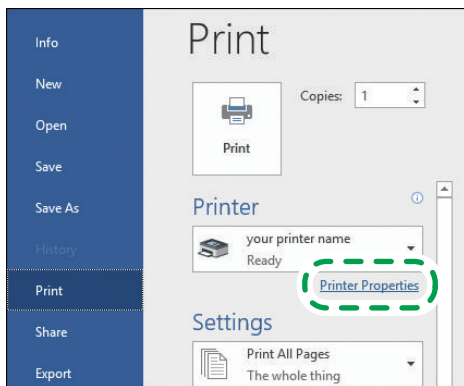 Info
New
Open
Save
Save As
History
Print
Share
Export
Print
Copies: 1
Print
Printer
your printer name
Ready
Printer Properties
Settings
Print All Pages
The whole thing